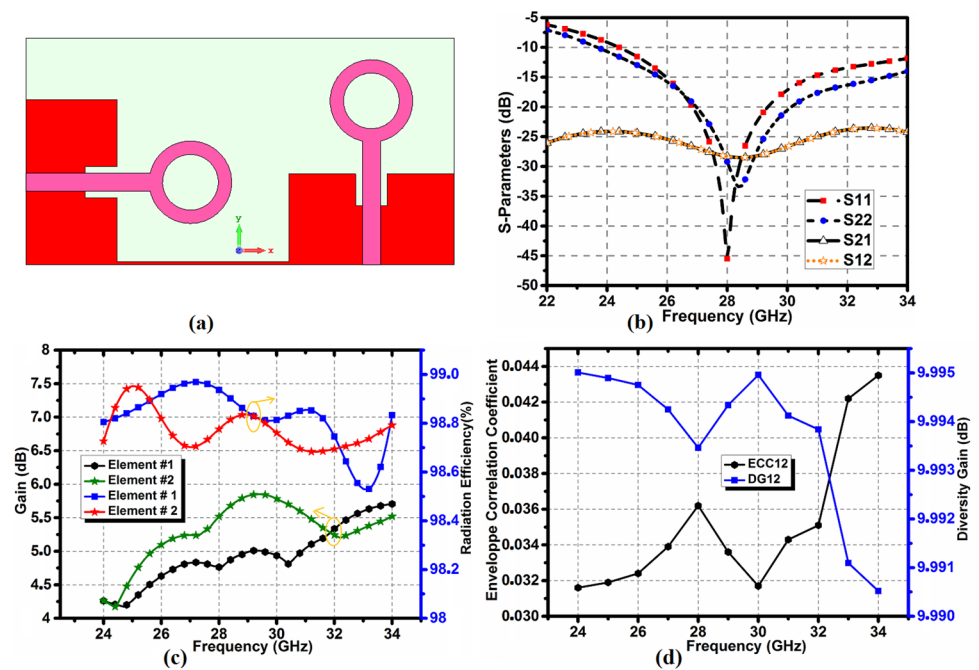 y
x
(a)
-5
-10
-15
-20
-25
-30
-35
-40
-45
-50
S-Parameters (dB)
S11
S22
S21
S12
22 24 26 28 30 32 34
Frequency (GHz)
(b)
8
7.5
7.0
6.5
6.0
5.5
5.0
4.5
4
Gain (dB)
Element #1
Element #2
Element # 1
Element # 2
99.0
98.8
98.6
98.4
98.2
98
Radiation Efficiency(%)
24 26 28 30 32 34
Frequency (GHz)
(c)
0.044
0.042
0.040
0.038
0.036
0.034
0.032
0.030
Enveloppe Correlation Coefficient
ECC12
DG12
9.995
9.994
9.993
9.992
9.991
9.990
Diversity Gain (dB)
24 26 28 30 32 34
Frequency (GHz)
(d)